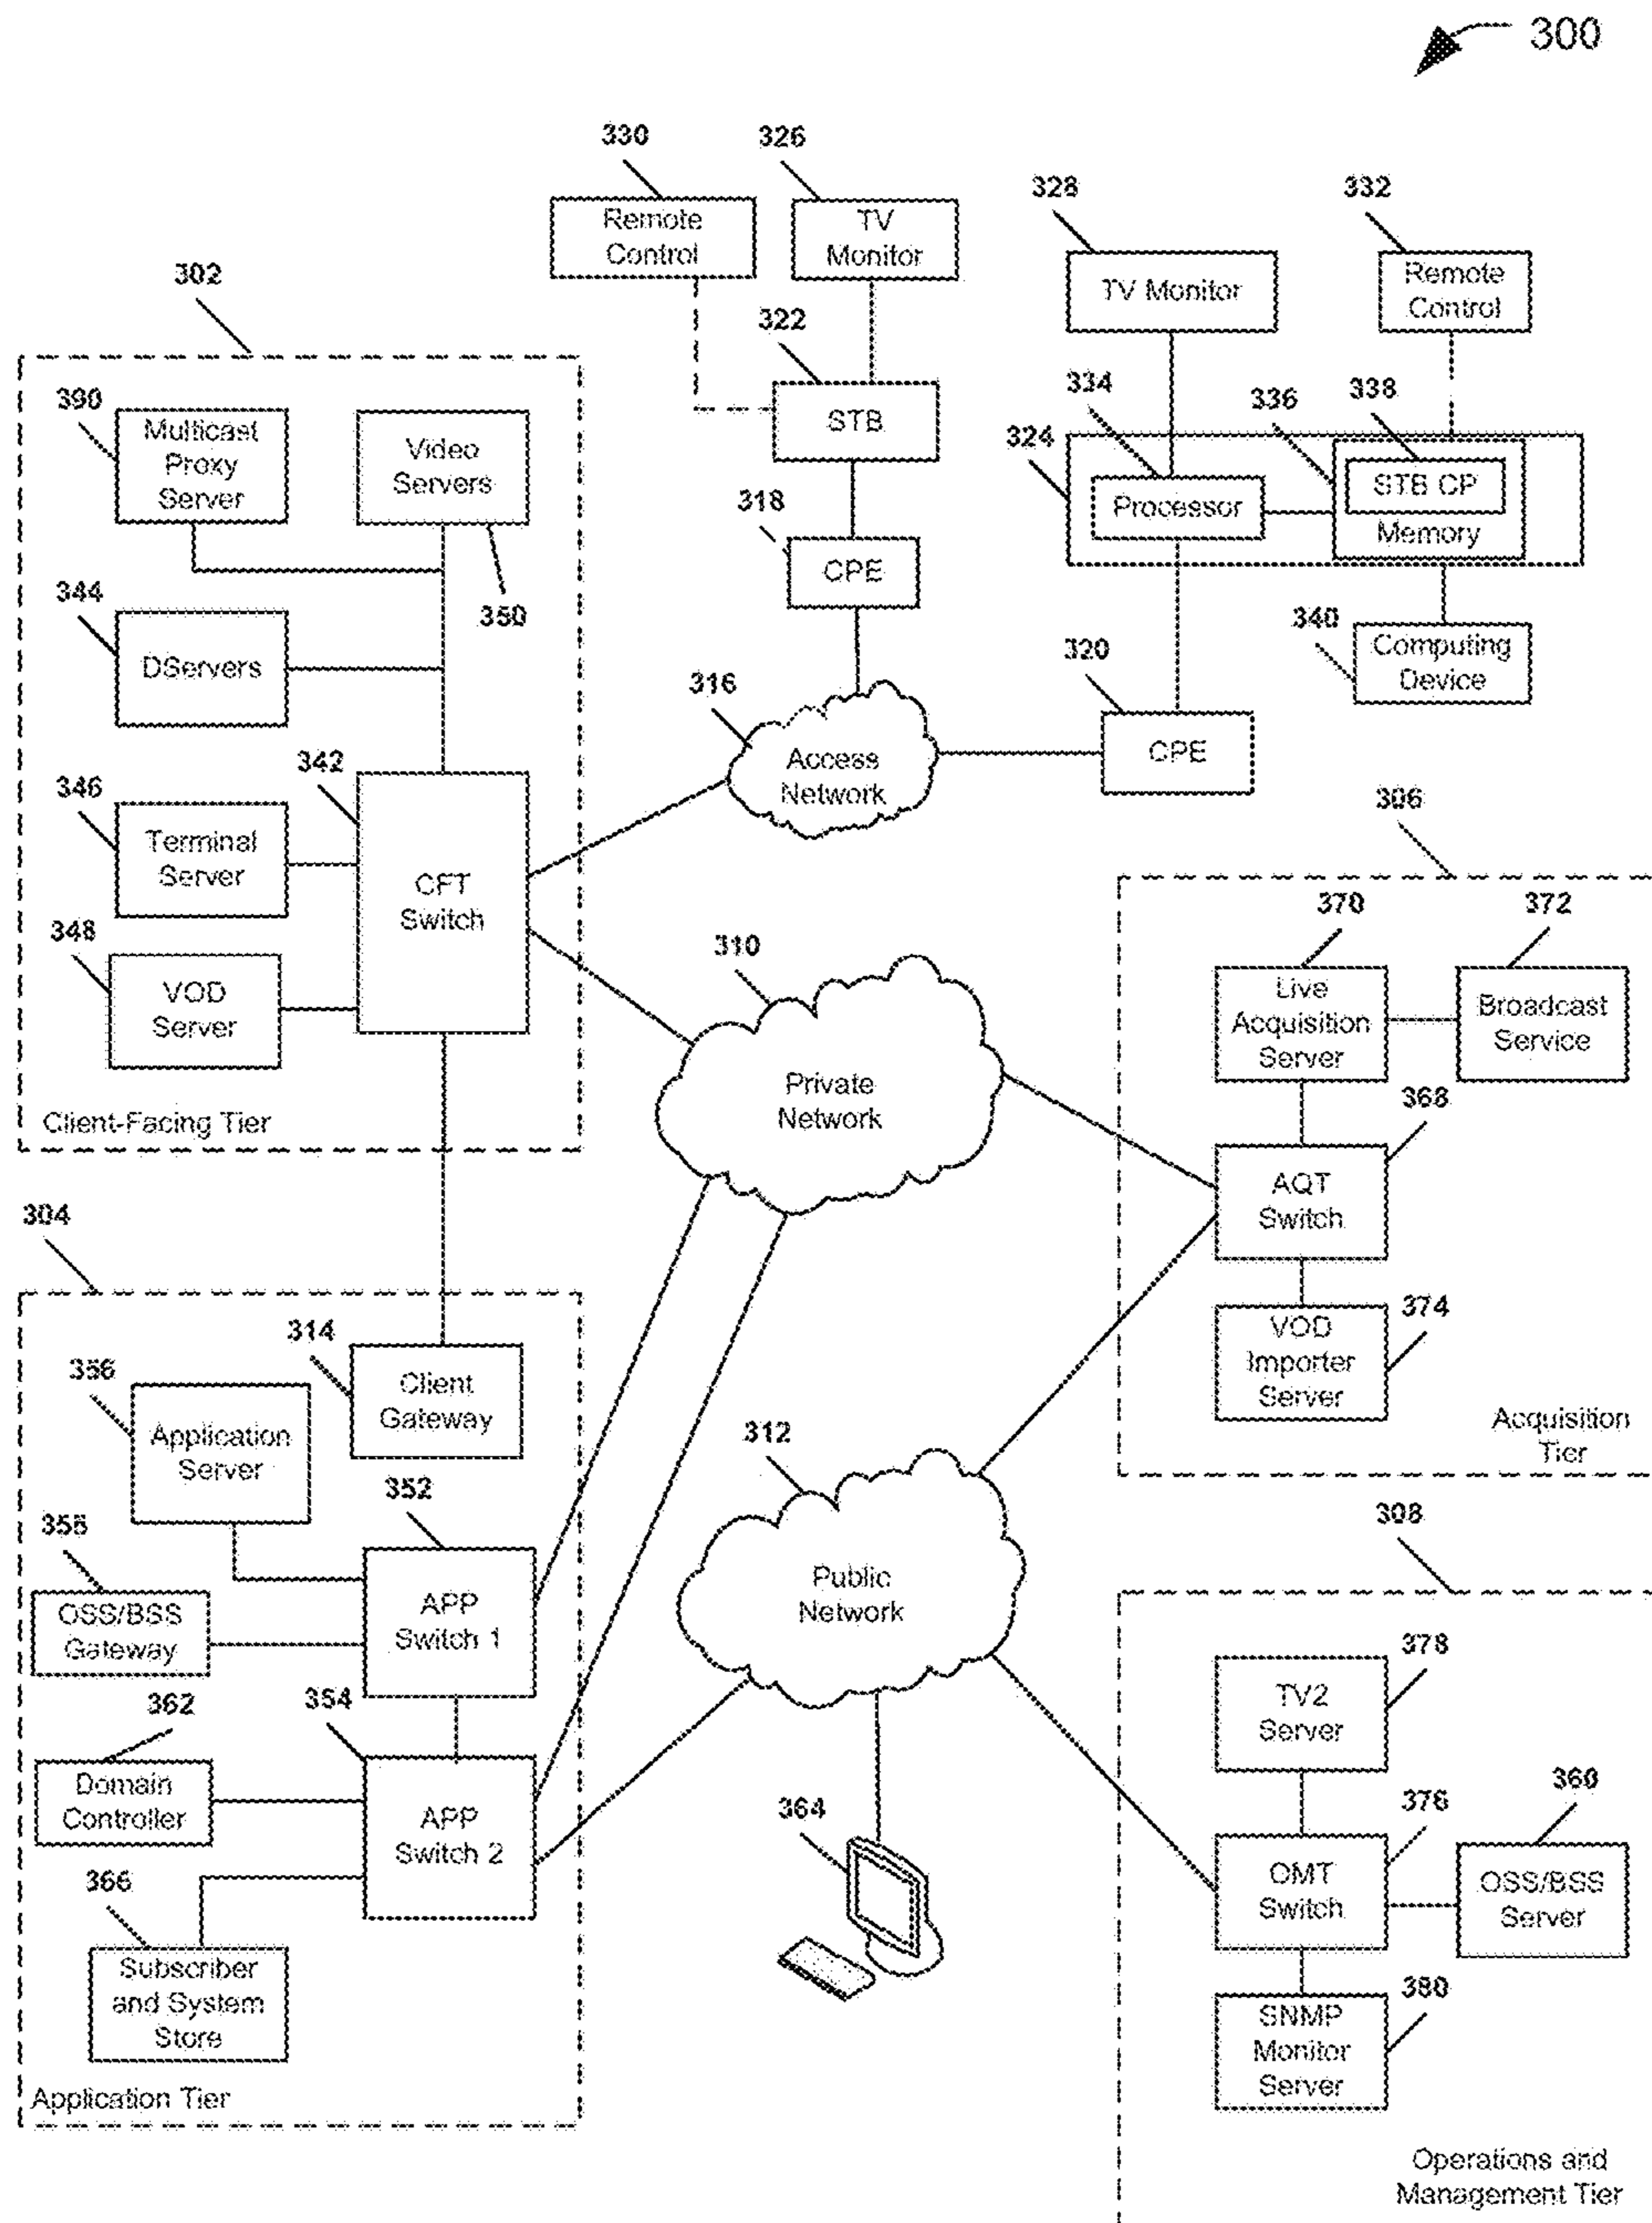 300
330
326
Remote
Control
TV
Monitor
328
332
TV Monitor
Remote
Control
302
322
STB
334
336
338
324
Processor
STB CP
Memory
390
Multicast
Proxy
Server
Video
Servers
350
318
CPE
344
DServers
340
Computing
Device
316
Access
Network
320
CPE
346
342
Terminal
Server
CFT
Switch
348
VOD
Server
Client-Facing Tier
306
370
372
Live
Acquisition
Server
Broadcast
Service
310
Private
Network
368
AQT
Switch
374
VOD
Importer
Server
Acquisition
Tier
304
314
Client
Gateway
356
Application
Server
352
355
OSS/BSS
Gateway
APP
Switch 1
312
Public
Network
308
362
354
Domain
Controller
APP
Switch 2
366
Subscriber
and System
Store
Application Tier
364
378
TV2
Server
376
360
OMT
Switch
OSS/BSS
Server
380
SNMP
Monitor
Server
Operations and
Management Tier